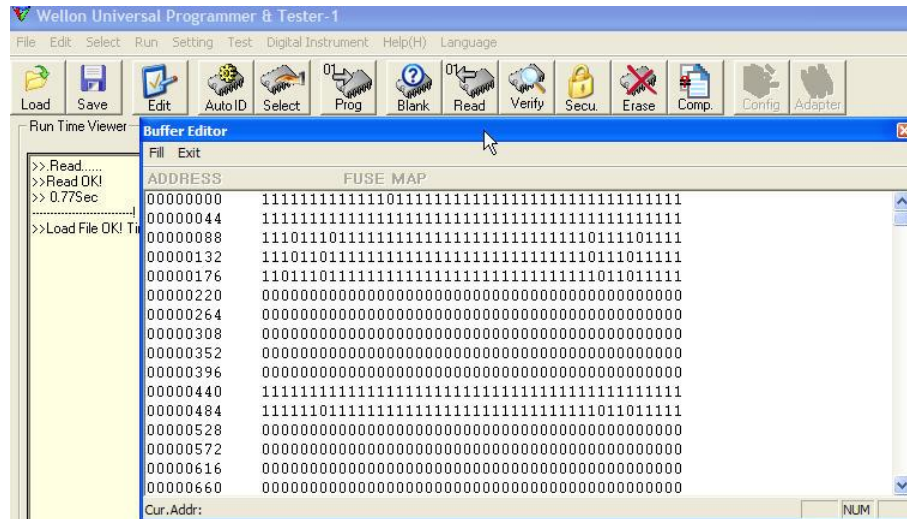 Wellon Universal Programmer & Tester-1
File Edit Select Run Setting Test Digital Instrument Help(H) Language
Load Save Edit AutoID Select Prog Blank Read Verify Secu. Erase Comp. Config Adapter
Run Time Viewer
>>.Read......
>>Read OK!
>> 0.77Sec
>>Load File OK!
Buffer Editor
Fill Exit
ADDRESS FUSE MAP
00000000 11111111111110111111111111111111111111111111
00000044 11111111111111111111111111111111111111111111
00000088 11101110111111111111111111111111110111101111
00000132 11101101111111111111111111111111110111011111
00000176 11011101111111111111111111111111111011011111
00000220 00000000000000000000000000000000000000000000
00000264 00000000000000000000000000000000000000000000
00000308 00000000000000000000000000000000000000000000
00000352 00000000000000000000000000000000000000000000
00000396 00000000000000000000000000000000000000000000
00000440 11111111111111111111111111111111111111111111
00000484 11111101111111111111111111111111111011011111
00000528 00000000000000000000000000000000000000000000
00000572 00000000000000000000000000000000000000000000
00000616 00000000000000000000000000000000000000000000
00000660 00000000000000000000000000000000000000000000
Cur.Addr:
NUM